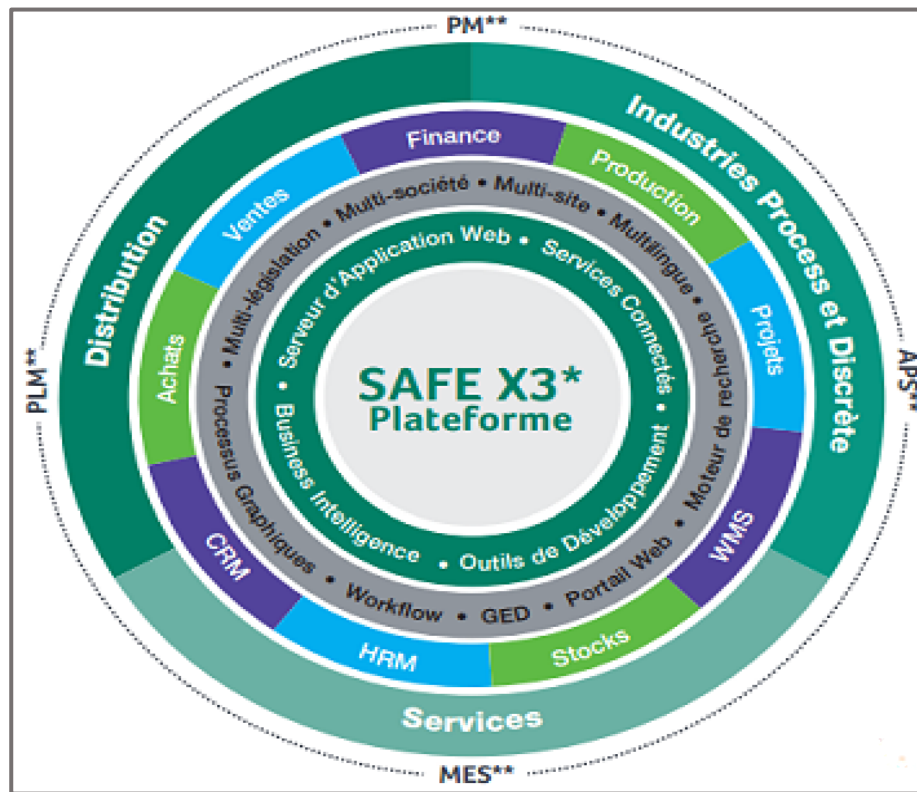 PM**
Industries Process et Discrète
APS**
MES**
PLM**
Distribution
Services
Finance
Production
Projets
WMS
Stocks
HRM
CRM
Achats
Ventes
• Multi-législation • Multi-société • Multi-site • Multilingue • Moteur de recherche • Portail Web • GED • Workflow • Processus Graphiques
• Serveur d'Application Web • Services Connectés • Outils de Développement • Business Intelligence
SAFE X3*
Plateforme